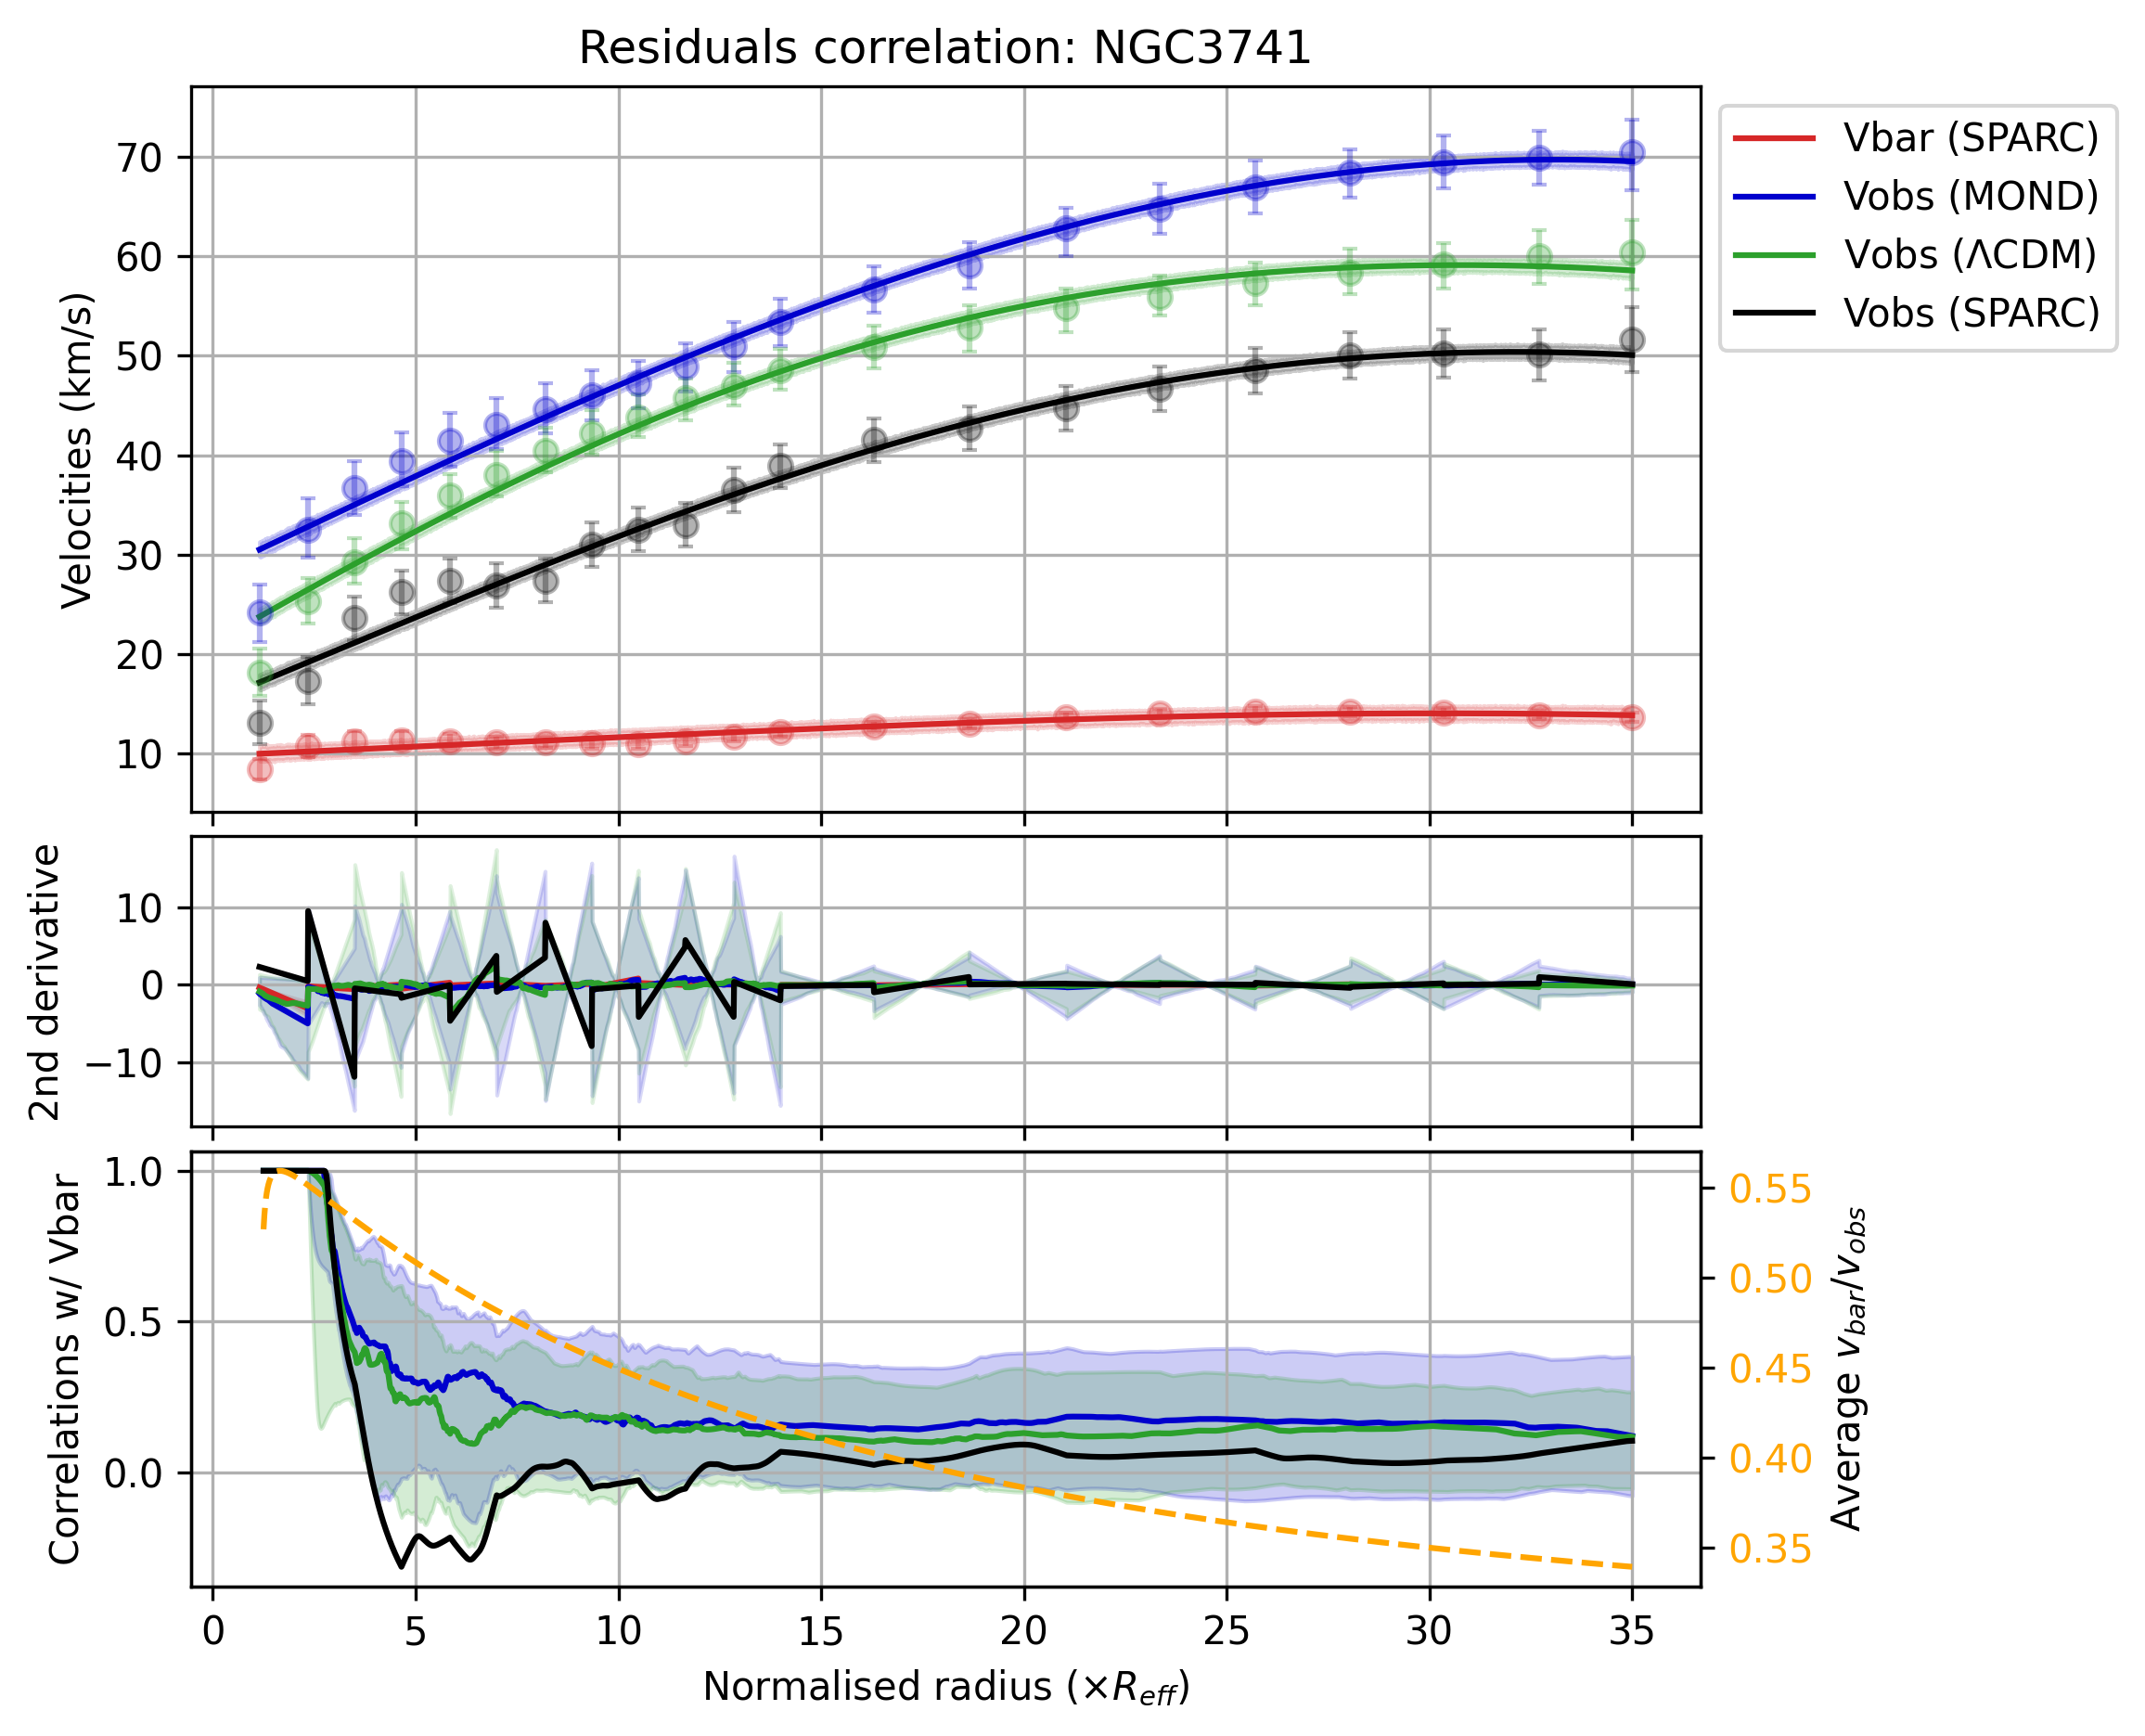 Residuals correlation: NGC3741
Velocities (km/s)
70
60
50
40
30
20
10
Vbar (SPARC)
Vobs (MOND)
Vobs (ΛCDM)
Vobs (SPARC)
2nd derivative
10
0
−10
Correlations w/ Vbar
1.0
0.5
0.0
0.55
0.50
0.45
0.40
0.35
Average v_bar/v_obs
0 5 10 15 20 25 30 35
Normalised radius (×R_eff)